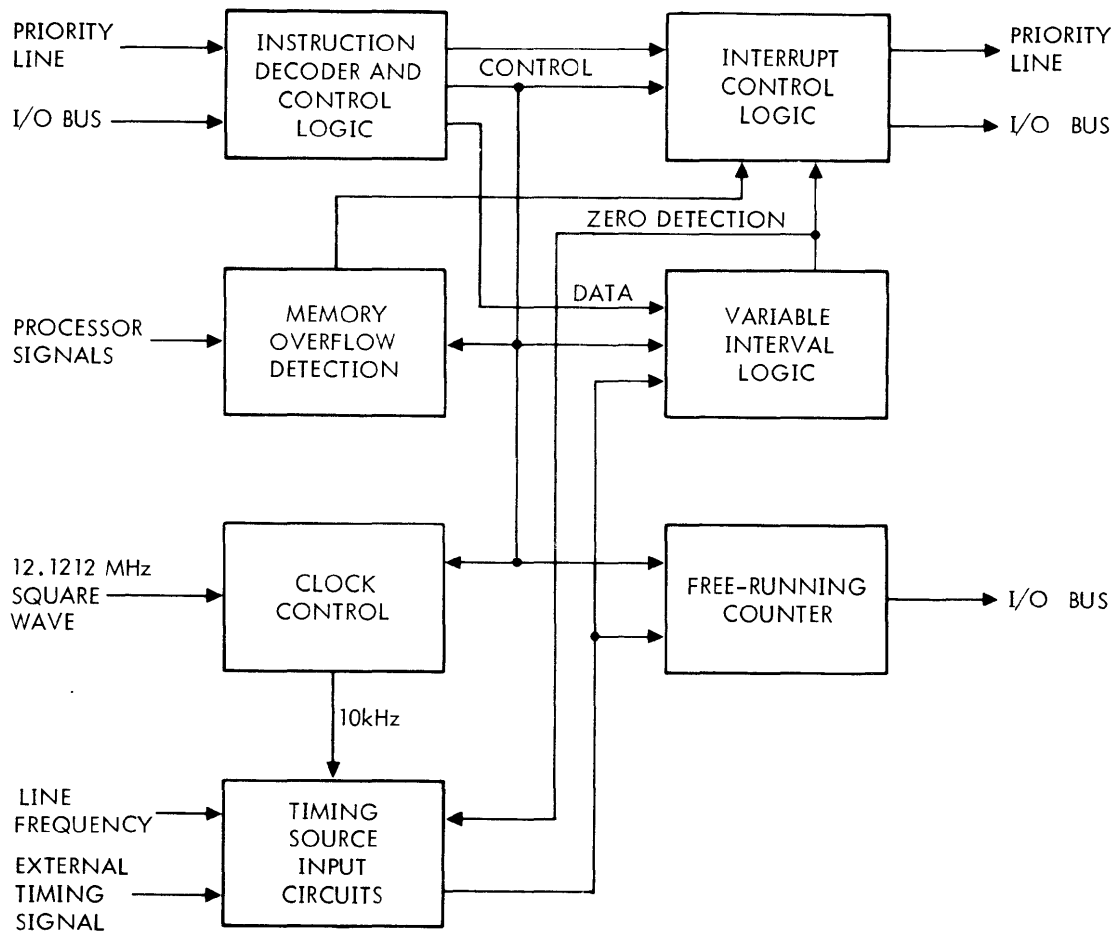 PRIORITY
LINE
I/O BUS
INSTRUCTION
DECODER AND
CONTROL
LOGIC
CONTROL
INTERRUPT
CONTROL
LOGIC
PRIORITY
LINE
I/O BUS
ZERO DETECTION
PROCESSOR
SIGNALS
MEMORY
OVERFLOW
DETECTION
DATA
VARIABLE
INTERVAL
LOGIC
12.1212 MHz
SQUARE
WAVE
CLOCK
CONTROL
FREE-RUNNING
COUNTER
I/O BUS
10kHz
LINE
FREQUENCY
EXTERNAL
TIMING
SIGNAL
TIMING
SOURCE
INPUT
CIRCUITS